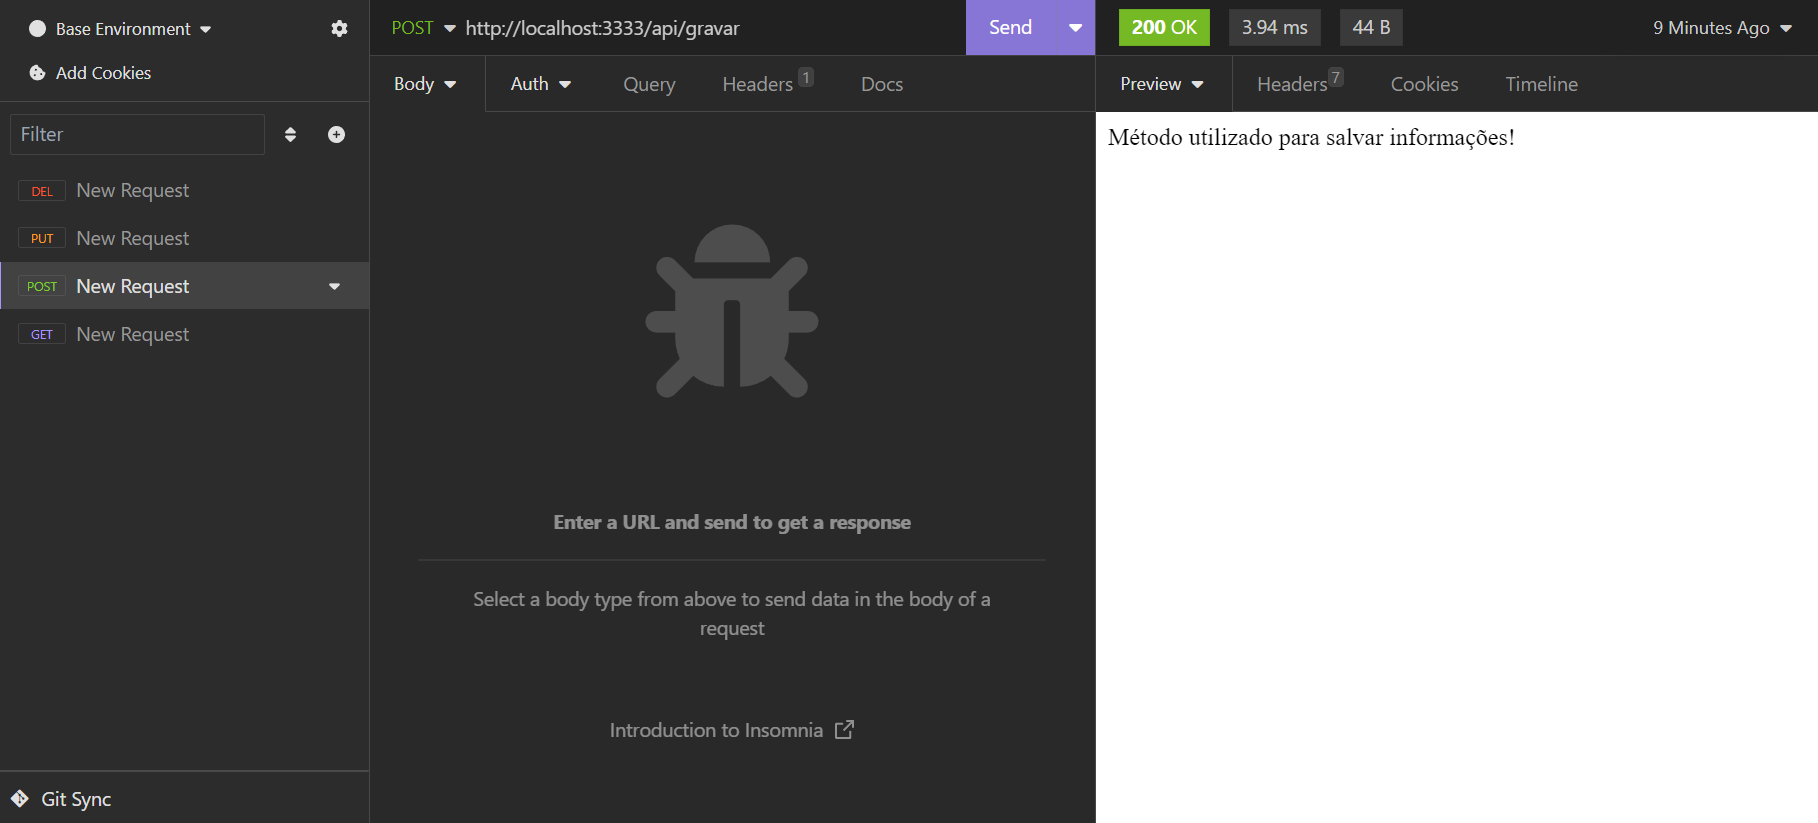 Base Environment
Add Cookies
Filter
DEL New Request
PUT New Request
POST New Request
GET New Request
Git Sync
POST http://localhost:3333/api/gravar Send
Body Auth Query Headers 1 Docs
Enter a URL and send to get a response
Select a body type from above to send data in the body of a
request
Introduction to Insomnia
200 OK 3.94 ms 44 B 9 Minutes Ago
Preview Headers 7 Cookies Timeline
Método utilizado para salvar informações!